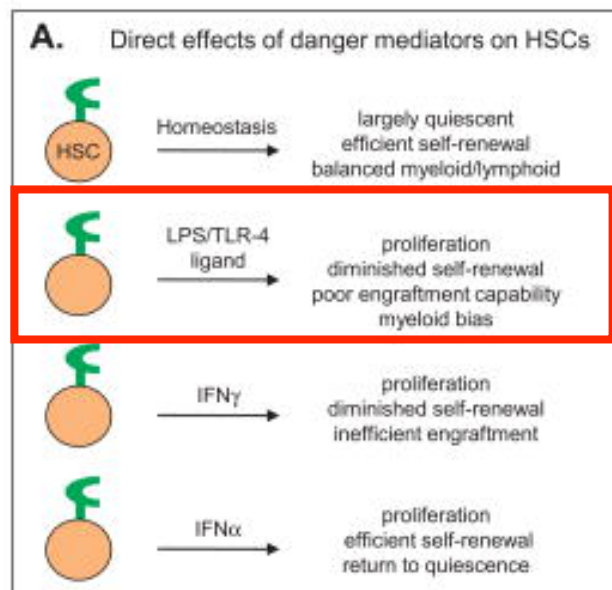 A. Direct effects of danger mediators on HSCs
HSC
Homeostasis
largely quiescent
efficient self-renewal
balanced myeloid/lymphoid
LPS/TLR-4
ligand
proliferation
diminished self-renewal
poor engraftment capability
myeloid bias
IFNγ
proliferation
diminished self-renewal
inefficient engraftment
IFNα
proliferation
efficient self-renewal
return to quiescence